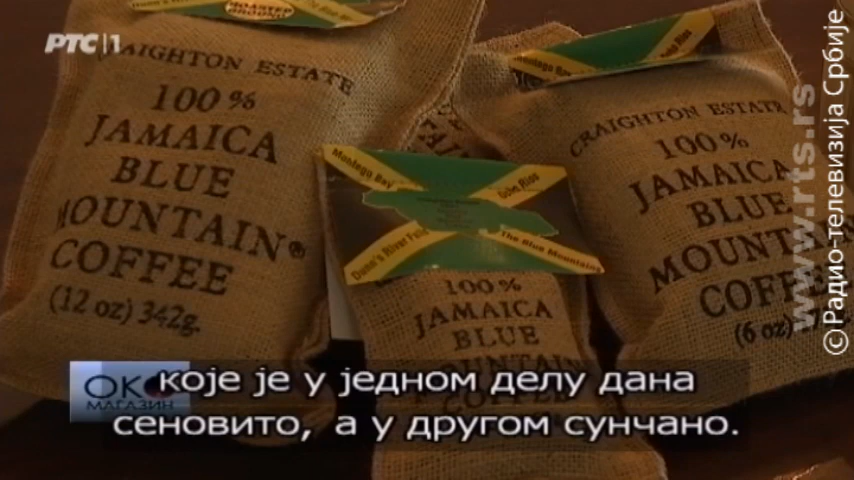 РТС 1
CRAIGHTON ESTATE
100%
JAMAICA
BLUE
MOUNTAIN®
COFFEE
(12 oz) 342g.
Montego Bay
Ocho Rios
Dunn's River Falls
The Blue Mountains
100%
JAMAICA
BLUE
MOUNTAIN
COFFEE
CRAIGHTON ESTATE
100%
JAMAICA
BLUE
MOUNTAIN
COFFEE
(6 oz)
ОКО
МАГАЗИН
које је у једном делу дана
сеновито, а у другом сунчано.
www.rts.rs
© Радио-телевизија Србије